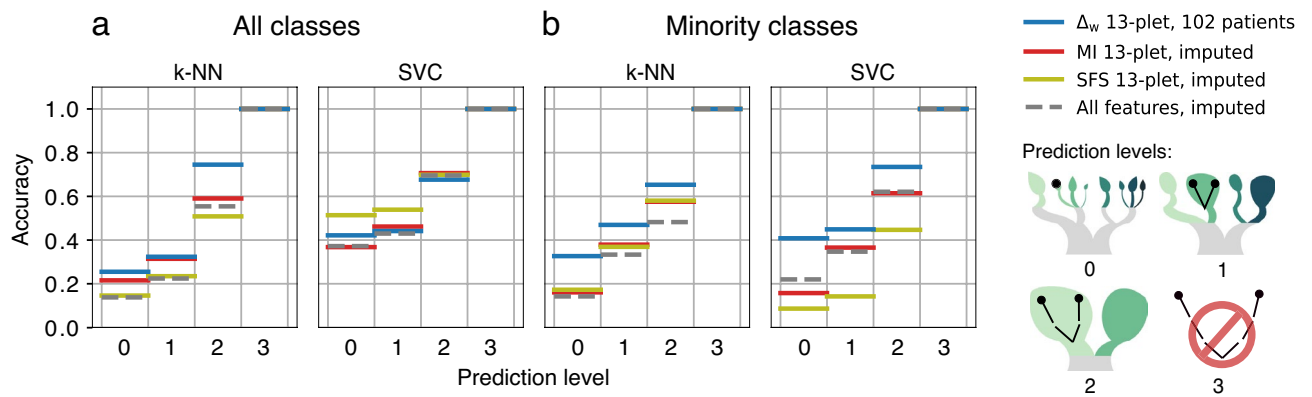 a All classes b Minority classes
k-NN SVC k-NN SVC
Accuracy
1.0
0.8
0.6
0.4
0.2
0.0
0 1 2 3 0 1 2 3 0 1 2 3 0 1 2 3
Prediction level
Δw 13-plet, 102 patients
MI 13-plet, imputed
SFS 13-plet, imputed
All features, imputed
Prediction levels:
0 1
2 3